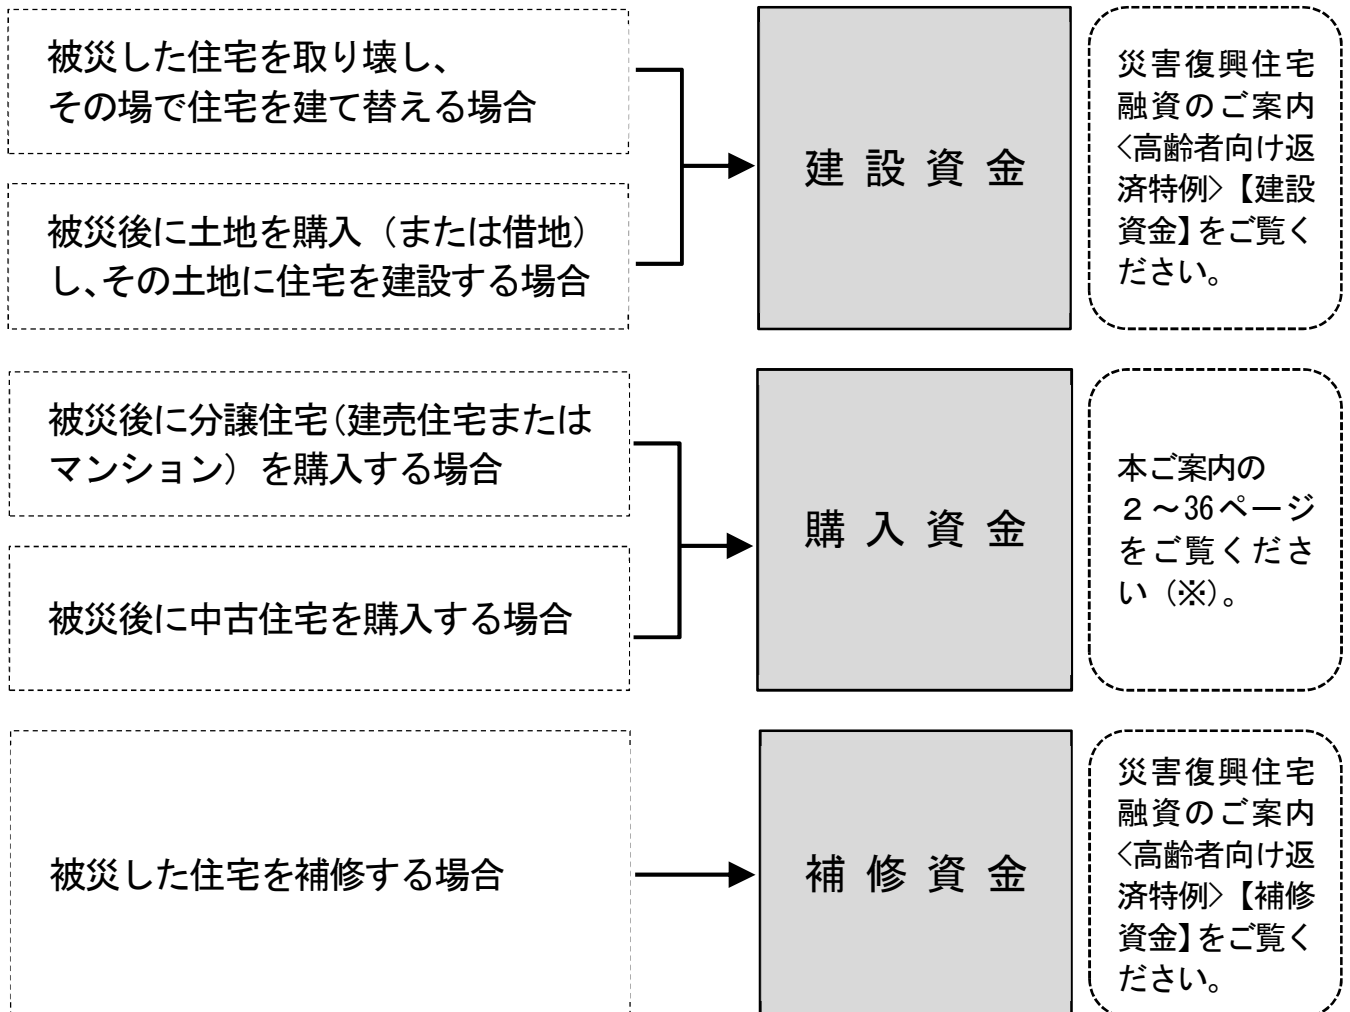 被災した住宅を取り壊し、
その場で住宅を建て替える場合
被災後に土地を購入（または借地）
し、その土地に住宅を建設する場合
建設資金
災害復興住宅
融資のご案内
<高齢者向け返
済特例>【建設
資金】をご覧く
ださい。
被災後に分譲住宅（建売住宅または
マンション）を購入する場合
被災後に中古住宅を購入する場合
購入資金
本ご案内の
２～36ページ
をご覧くださ
い（※）。
被災した住宅を補修する場合
補修資金
災害復興住宅
融資のご案内
<高齢者向け返
済特例>【補修
資金】をご覧く
ださい。